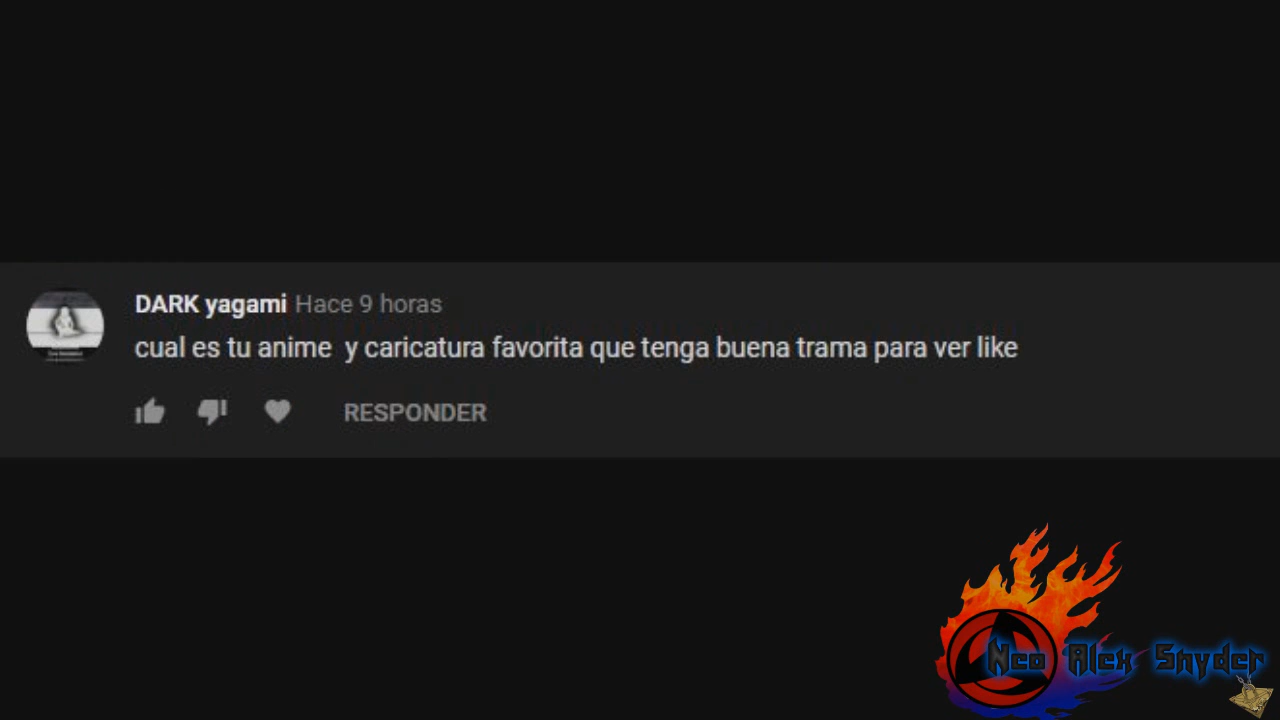 DARK yagami Hace 9 horas
cual es tu anime y caricatura favorita que tenga buena trama para ver like
RESPONDER
Neo Alex Snyder